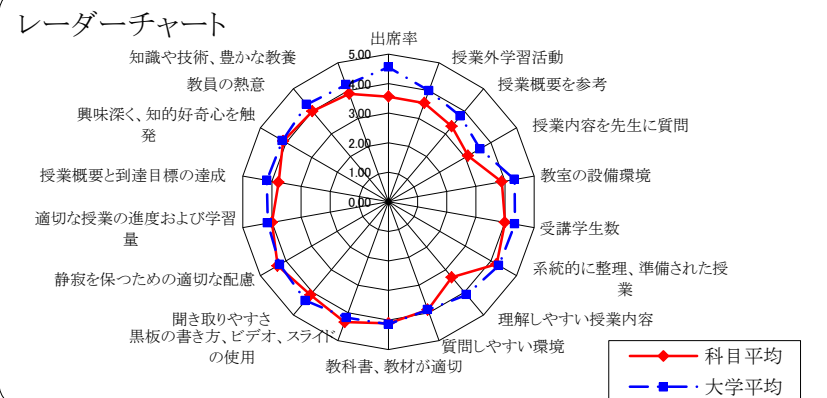 レーダーチャート
出席率
授業外学習活動
授業概要を参考
授業内容を先生に質問
教室の設備環境
受講学生数
系統的に整理、準備された授
業
理解しやすい授業内容
質問しやすい環境
教科書、教材が適切
黒板の書き方、ビデオ、スライド
の使用
聞き取りやすさ
静寂を保つための適切な配慮
適切な授業の進度および学習
量
授業概要と到達目標の達成
興味深く、知的好奇心を触
発
教員の熱意
知識や技術、豊かな教養
5.00
4.00
3.00
2.00
1.00
0.00
科目平均
大学平均